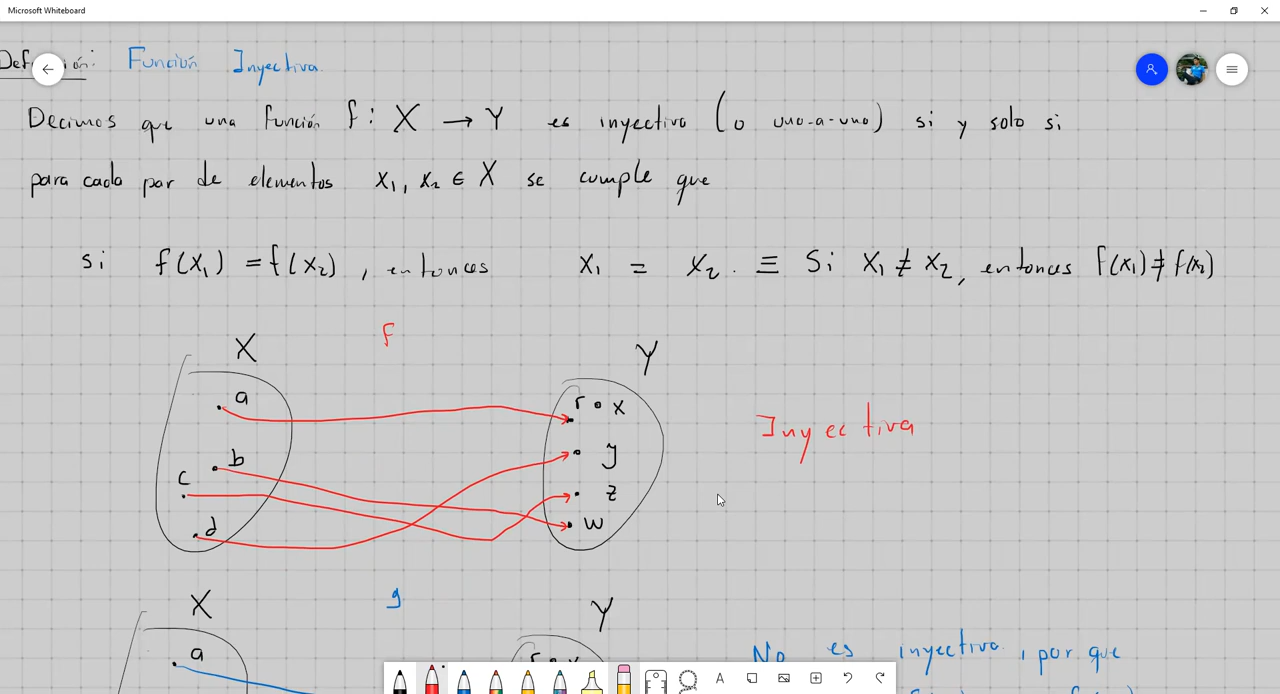 Microsoft Whiteboard
Función Inyectiva
Decimos que una función f : X → Y es inyectiva (o uno-a-uno) si y solo si
para cada par de elementos x₁, x₂ ∈ X se cumple que
si f(x₁) = f(x₂), entonces x₁ = x₂. ≡ Si x₁ ≠ x₂, entonces f(x₁) ≠ f(x₂)
X f Y
a r x
Inyectiva
b y
c z
d w
X g Y
a
No es inyectiva, por que